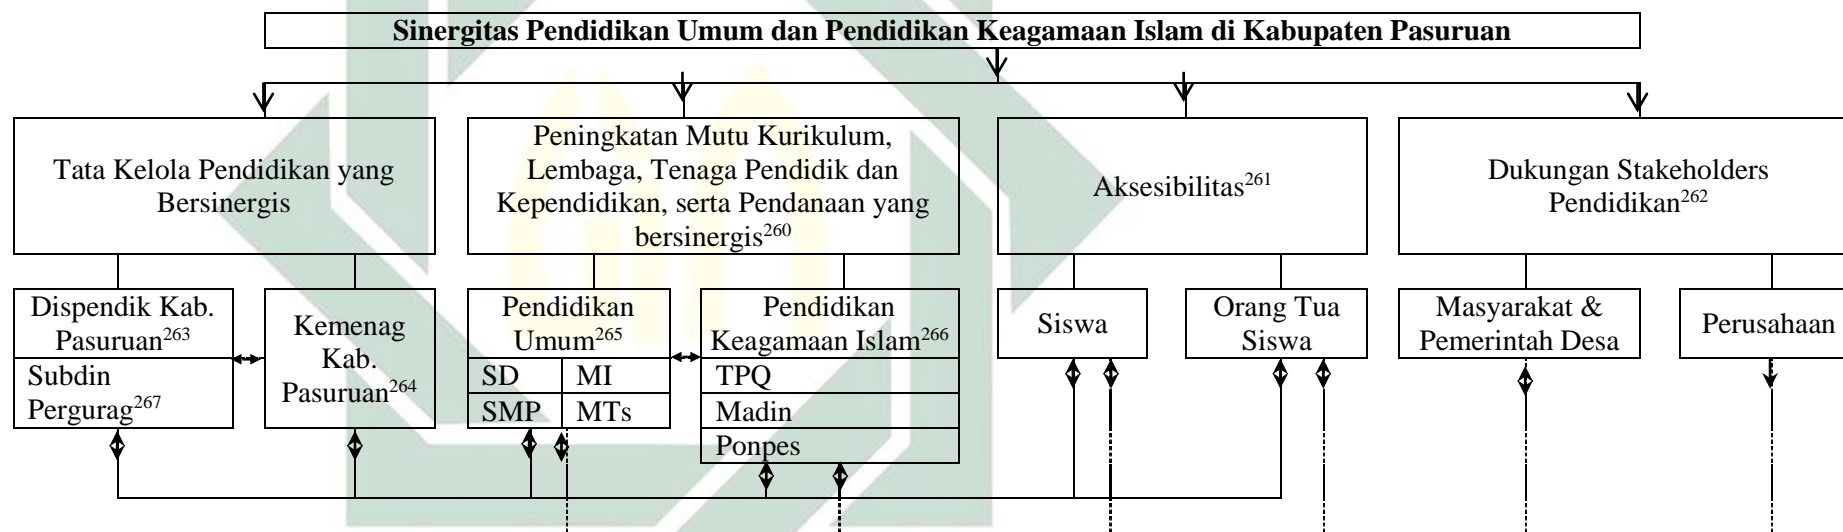 Sinergitas Pendidikan Umum dan Pendidikan Keagamaan Islam di Kabupaten Pasuruan
Tata Kelola Pendidikan yang
Bersinergis
Peningkatan Mutu Kurikulum,
Lembaga, Tenaga Pendidik dan
Kependidikan, serta Pendanaan yang
bersinergis260
Aksesibilitas261
Dukungan Stakeholders
Pendidikan262
Dispendik Kab.
Pasuruan263
Subdin
Pergurag267
Kemenag
Kab.
Pasuruan264
Pendidikan
Umum265
SD MI
SMP MTs
Pendidikan
Keagamaan Islam266
TPQ
Madin
Ponpes
Siswa
Orang Tua
Siswa
Masyarakat &
Pemerintah Desa
Perusahaan